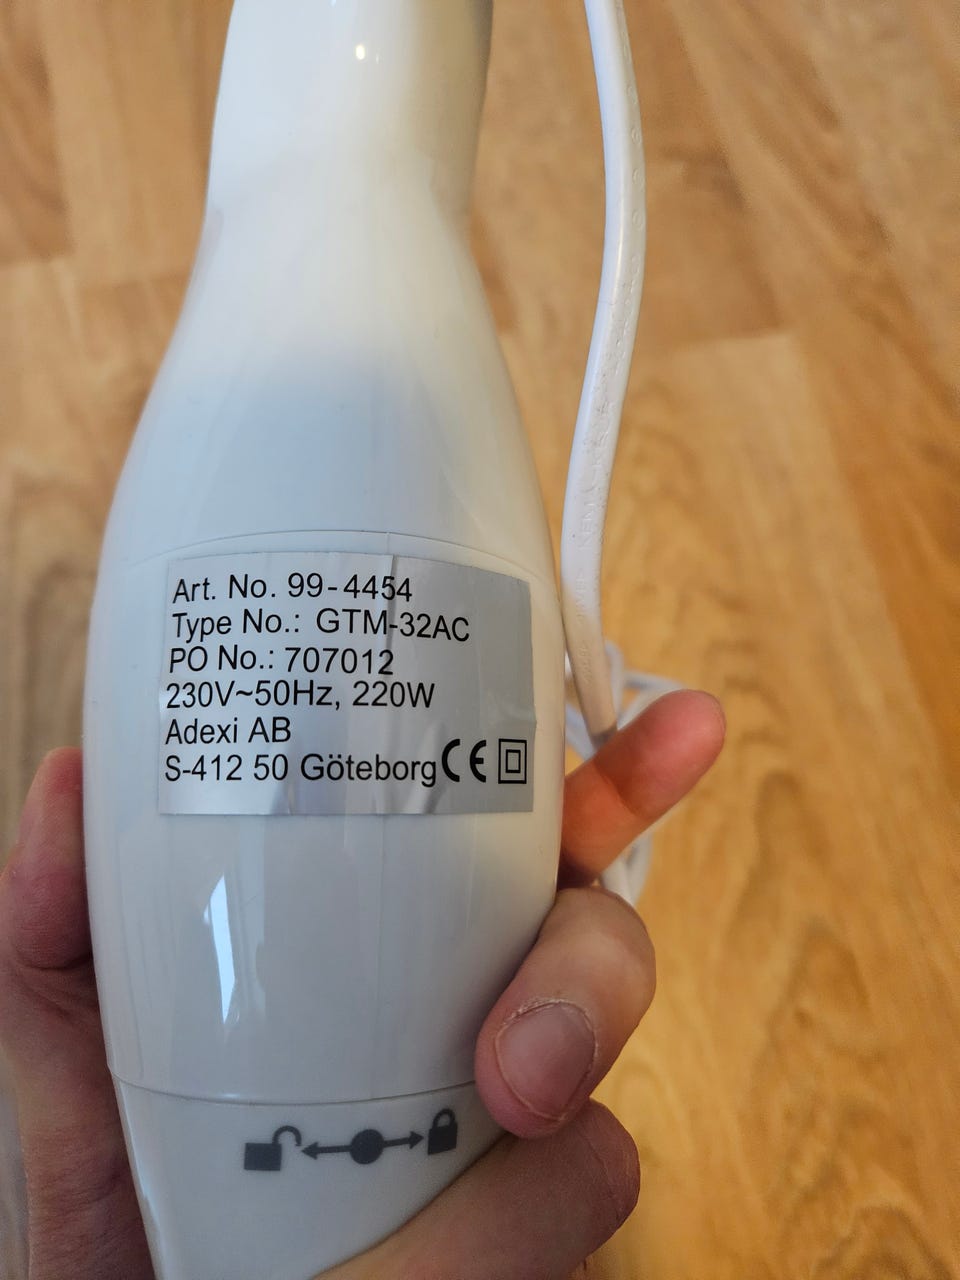 Art. No. 99-4454
Type No.: GTM-32AC
PO No.: 707012
230V~50Hz, 220W
Adexi AB
S-412 50 Göteborg CE